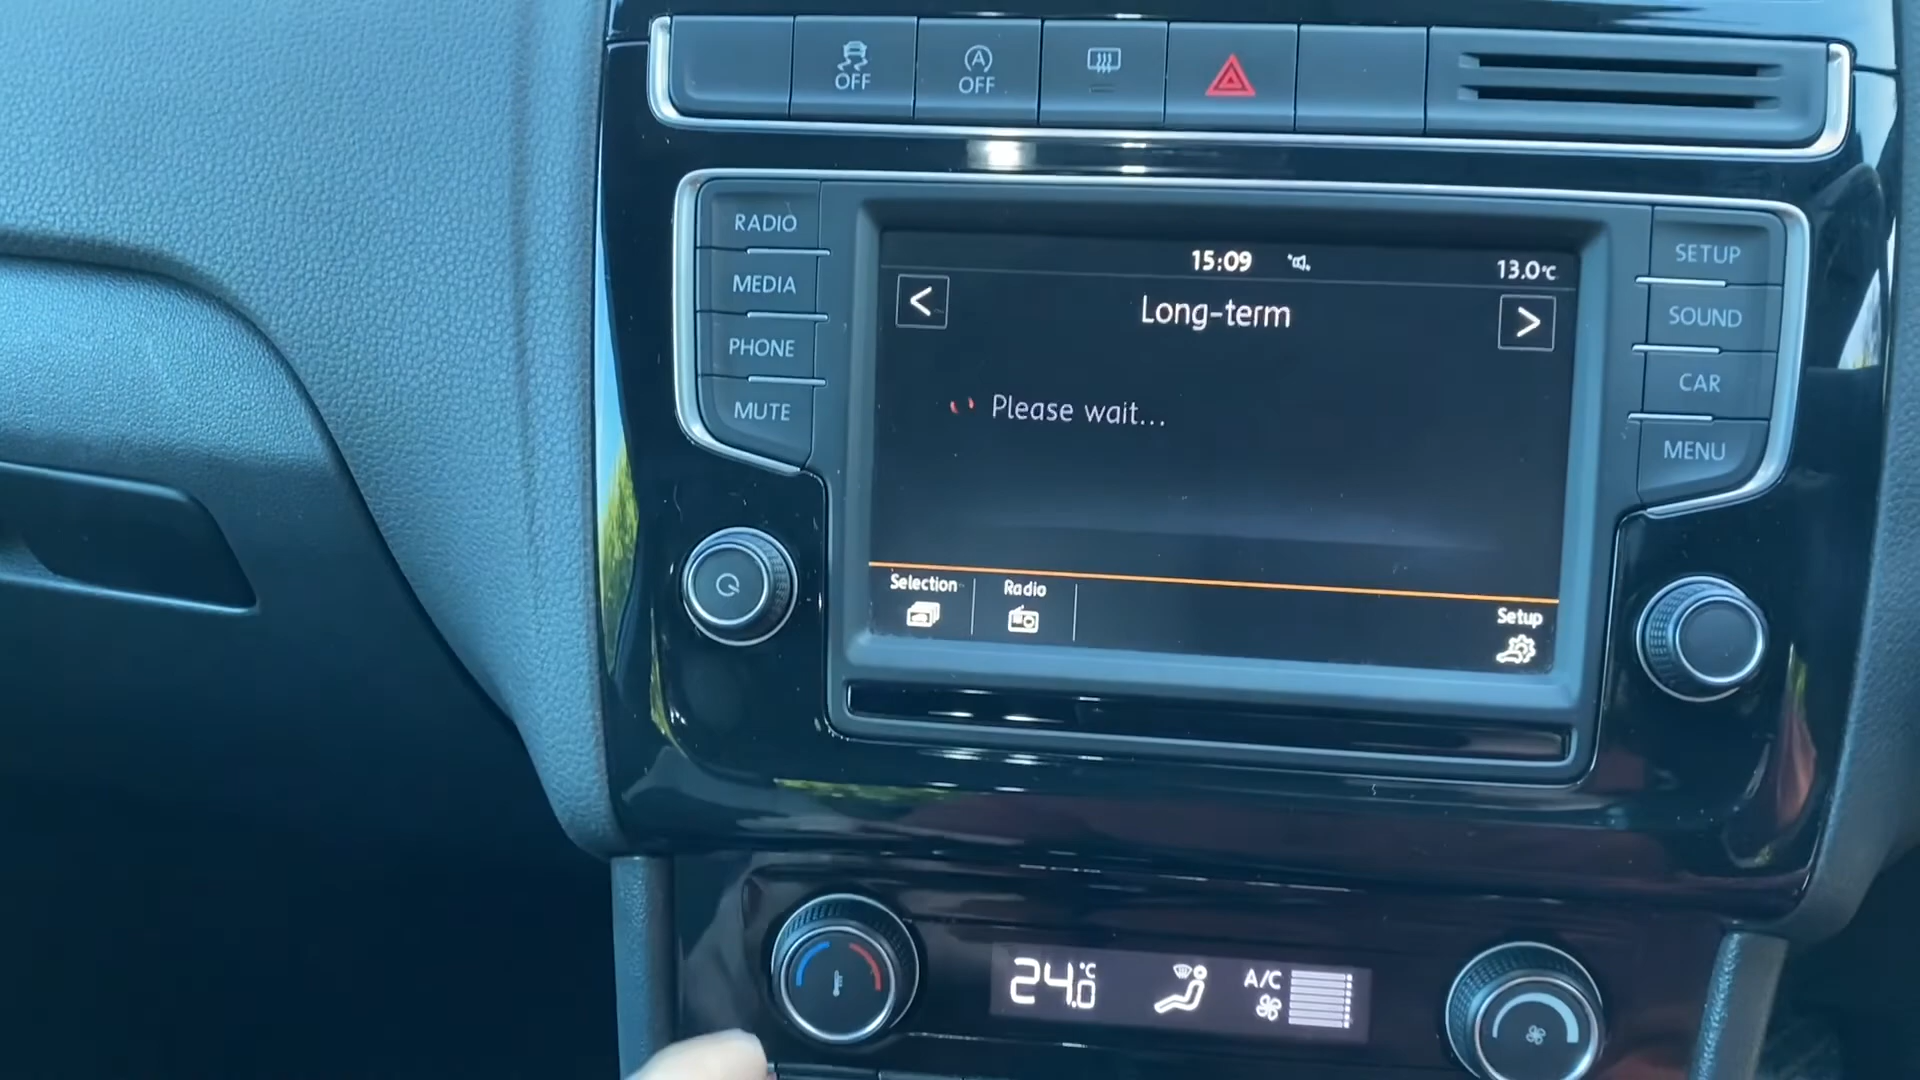 OFF
A
OFF
RADIO
MEDIA
PHONE
MUTE
15:09
13.0°C
<
Long-term
>
Please wait...
Selection
Radio
Setup
SETUP
SOUND
CAR
MENU
24.0°C
A/C